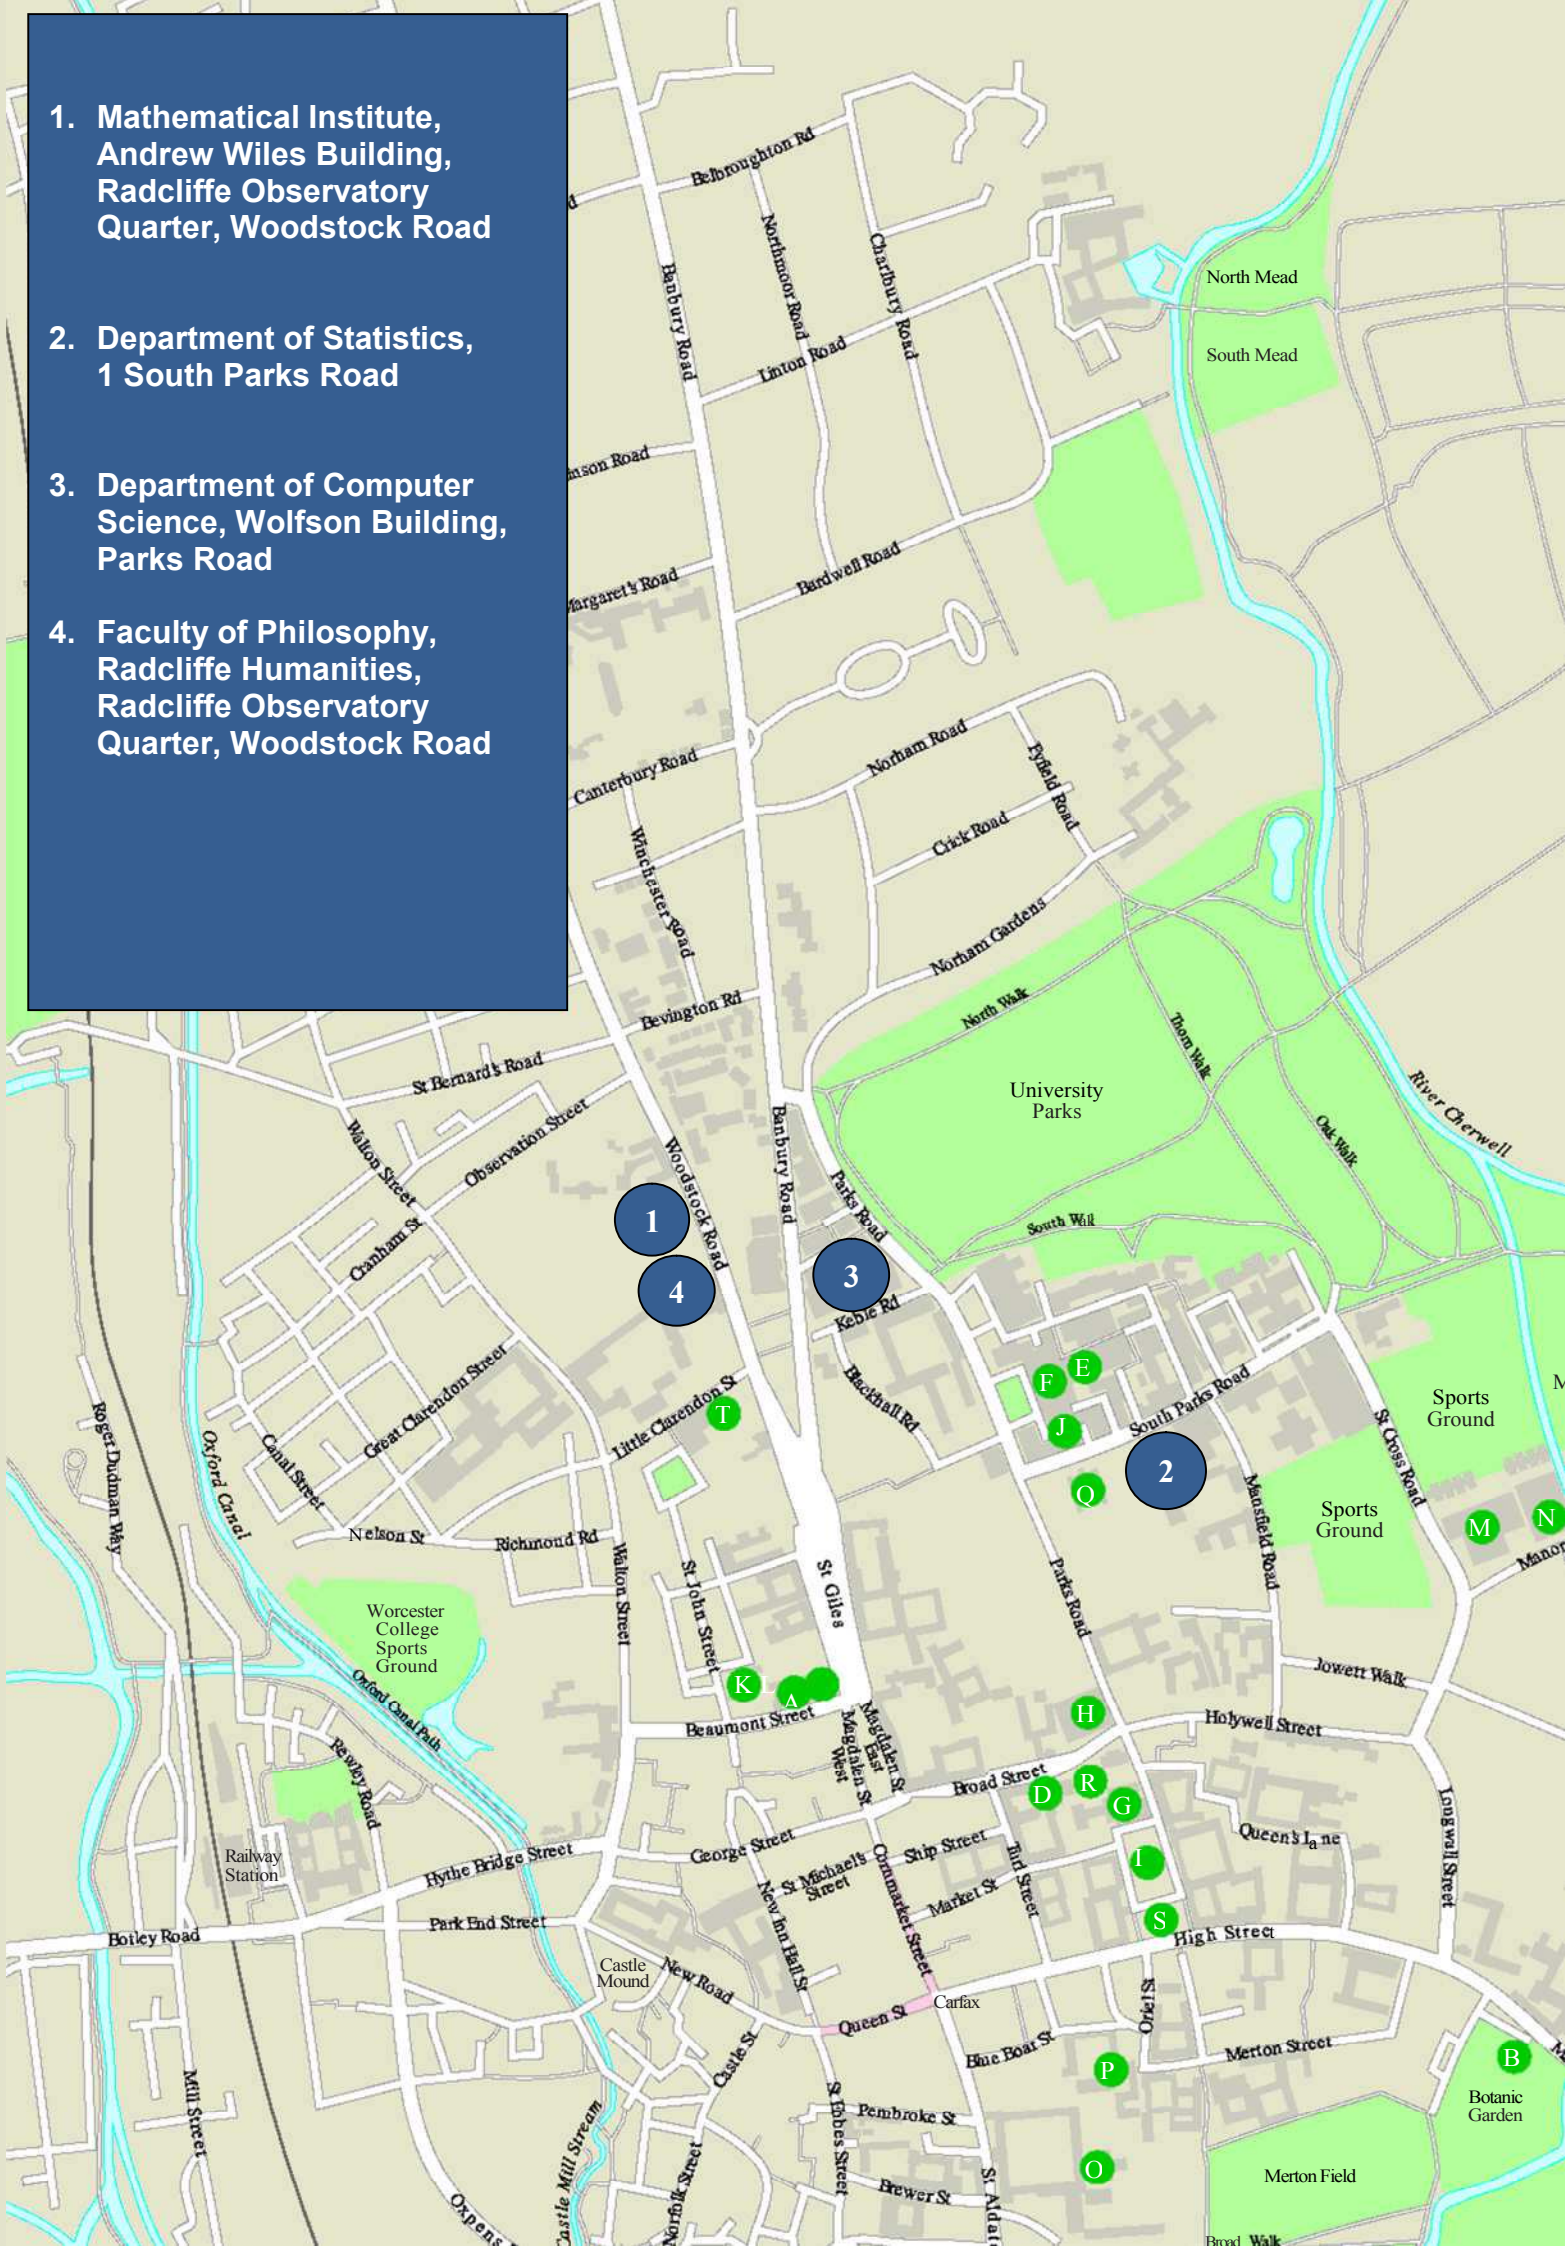 1. Mathematical Institute,
Andrew Wiles Building,
Radcliffe Observatory
Quarter, Woodstock Road
2. Department of Statistics,
1 South Parks Road
3. Department of Computer
Science, Wolfson Building,
Parks Road
4. Faculty of Philosophy,
Radcliffe Humanities,
Radcliffe Observatory
Quarter, Woodstock Road
Belbroughton Rd
Northmoor Road
Charlbury Road
Banbury Road
Linton Road
North Mead
South Mead
inson Road
Bardwell Road
Margaret's Road
Norham Road
Fyfield Road
Canterbury Road
Crick Road
Winchester Road
Norham Gardens
North Walk
Thorn Walk
Bevington Rd
St Bernard's Road
University
Parks
Oak Walk
River Cherwell
Observation Street
Walton Street
Woodstock Road
Banbury Road
Parks Road
South Walk
Cranham St
1
4
3
Keble Rd
Blackhall Rd
Great Clarendon Street
Little Clarendon St
T
F
E
J
South Parks Road
2
Q
St Cross Road
Sports
Ground
Sports
Ground
M
N
Manor
Mansfield Road
Roger Dudman Way
Oxford Canal
Canal Street
Nelson St
Richmond Rd
Walton Street
St John Street
St Giles
Parks Road
Worcester
College
Sports
Ground
Oxford Canal Path
Jowett Walk
K
L
A
Beaumont Street
Magdalen St
West
Magdalen St
East
H
Holywell Street
Broad Street
D
R
G
Rewley Road
Railway
Station
Hythe Bridge Street
George Street
St Michael's
Street
Ship Street
Cornmarket Street
Market St
Turl Street
I
Queen's Lane
Longwall Street
S
High Street
Park End Street
Botley Road
New Inn Hall St
Castle
Mound
New Road
Queen St
Carfax
Oriel St
Castle St
Blue Boar St
Merton Street
P
B
Botanic
Garden
Mill Street
Pembroke St
St Ebbes Street
Castle Mill Stream
Norfolk Street
Brewer St
St Aldat
O
Merton Field
Oxpens
Broad Walk